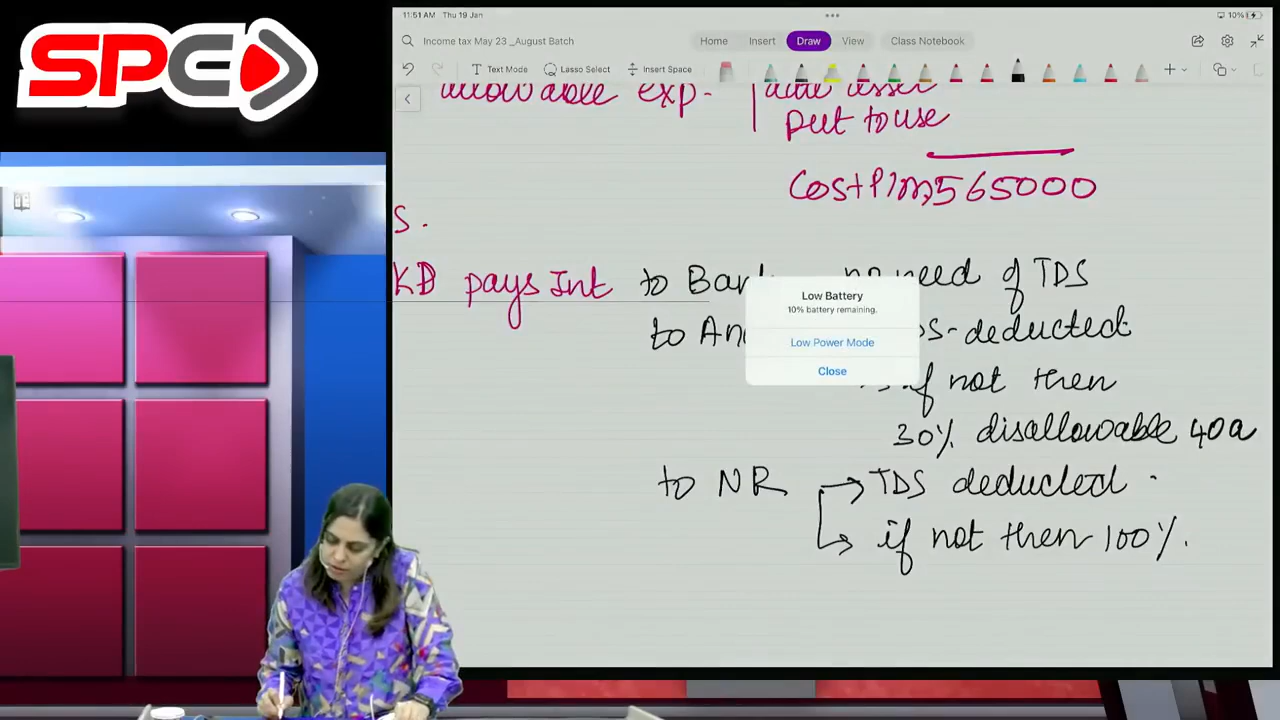 SPC
11:51 AM Thu 19 Jan
10%
Income tax May 23 _August Batch
Home Insert Draw View Class Notebook
Text Mode Lasso Select Insert Space
allowable exp.
put to use
Cost P/m, 565000
S.
KD pays Int to Ban no need of TDS
to An s-deducted
if not then
30% disallowable 40a
to NR → TDS deducted.
↳ if not then 100%.
Low Battery
10% battery remaining.
Low Power Mode
Close